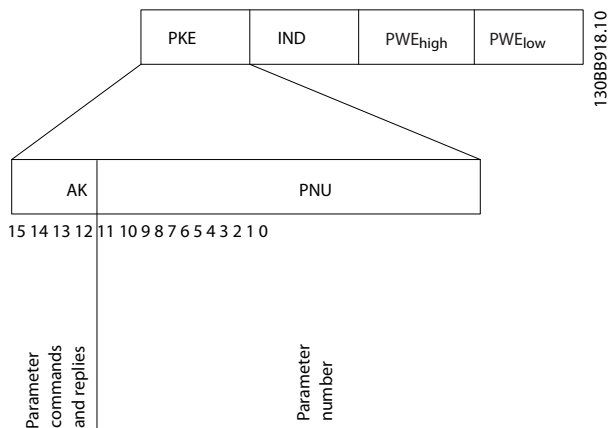 PKE IND PWEhigh PWElow
130BB918.10
AK PNU
15 14 13 12 11 10 9 8 7 6 5 4 3 2 1 0
Parameter
commands
and replies
Parameter
number